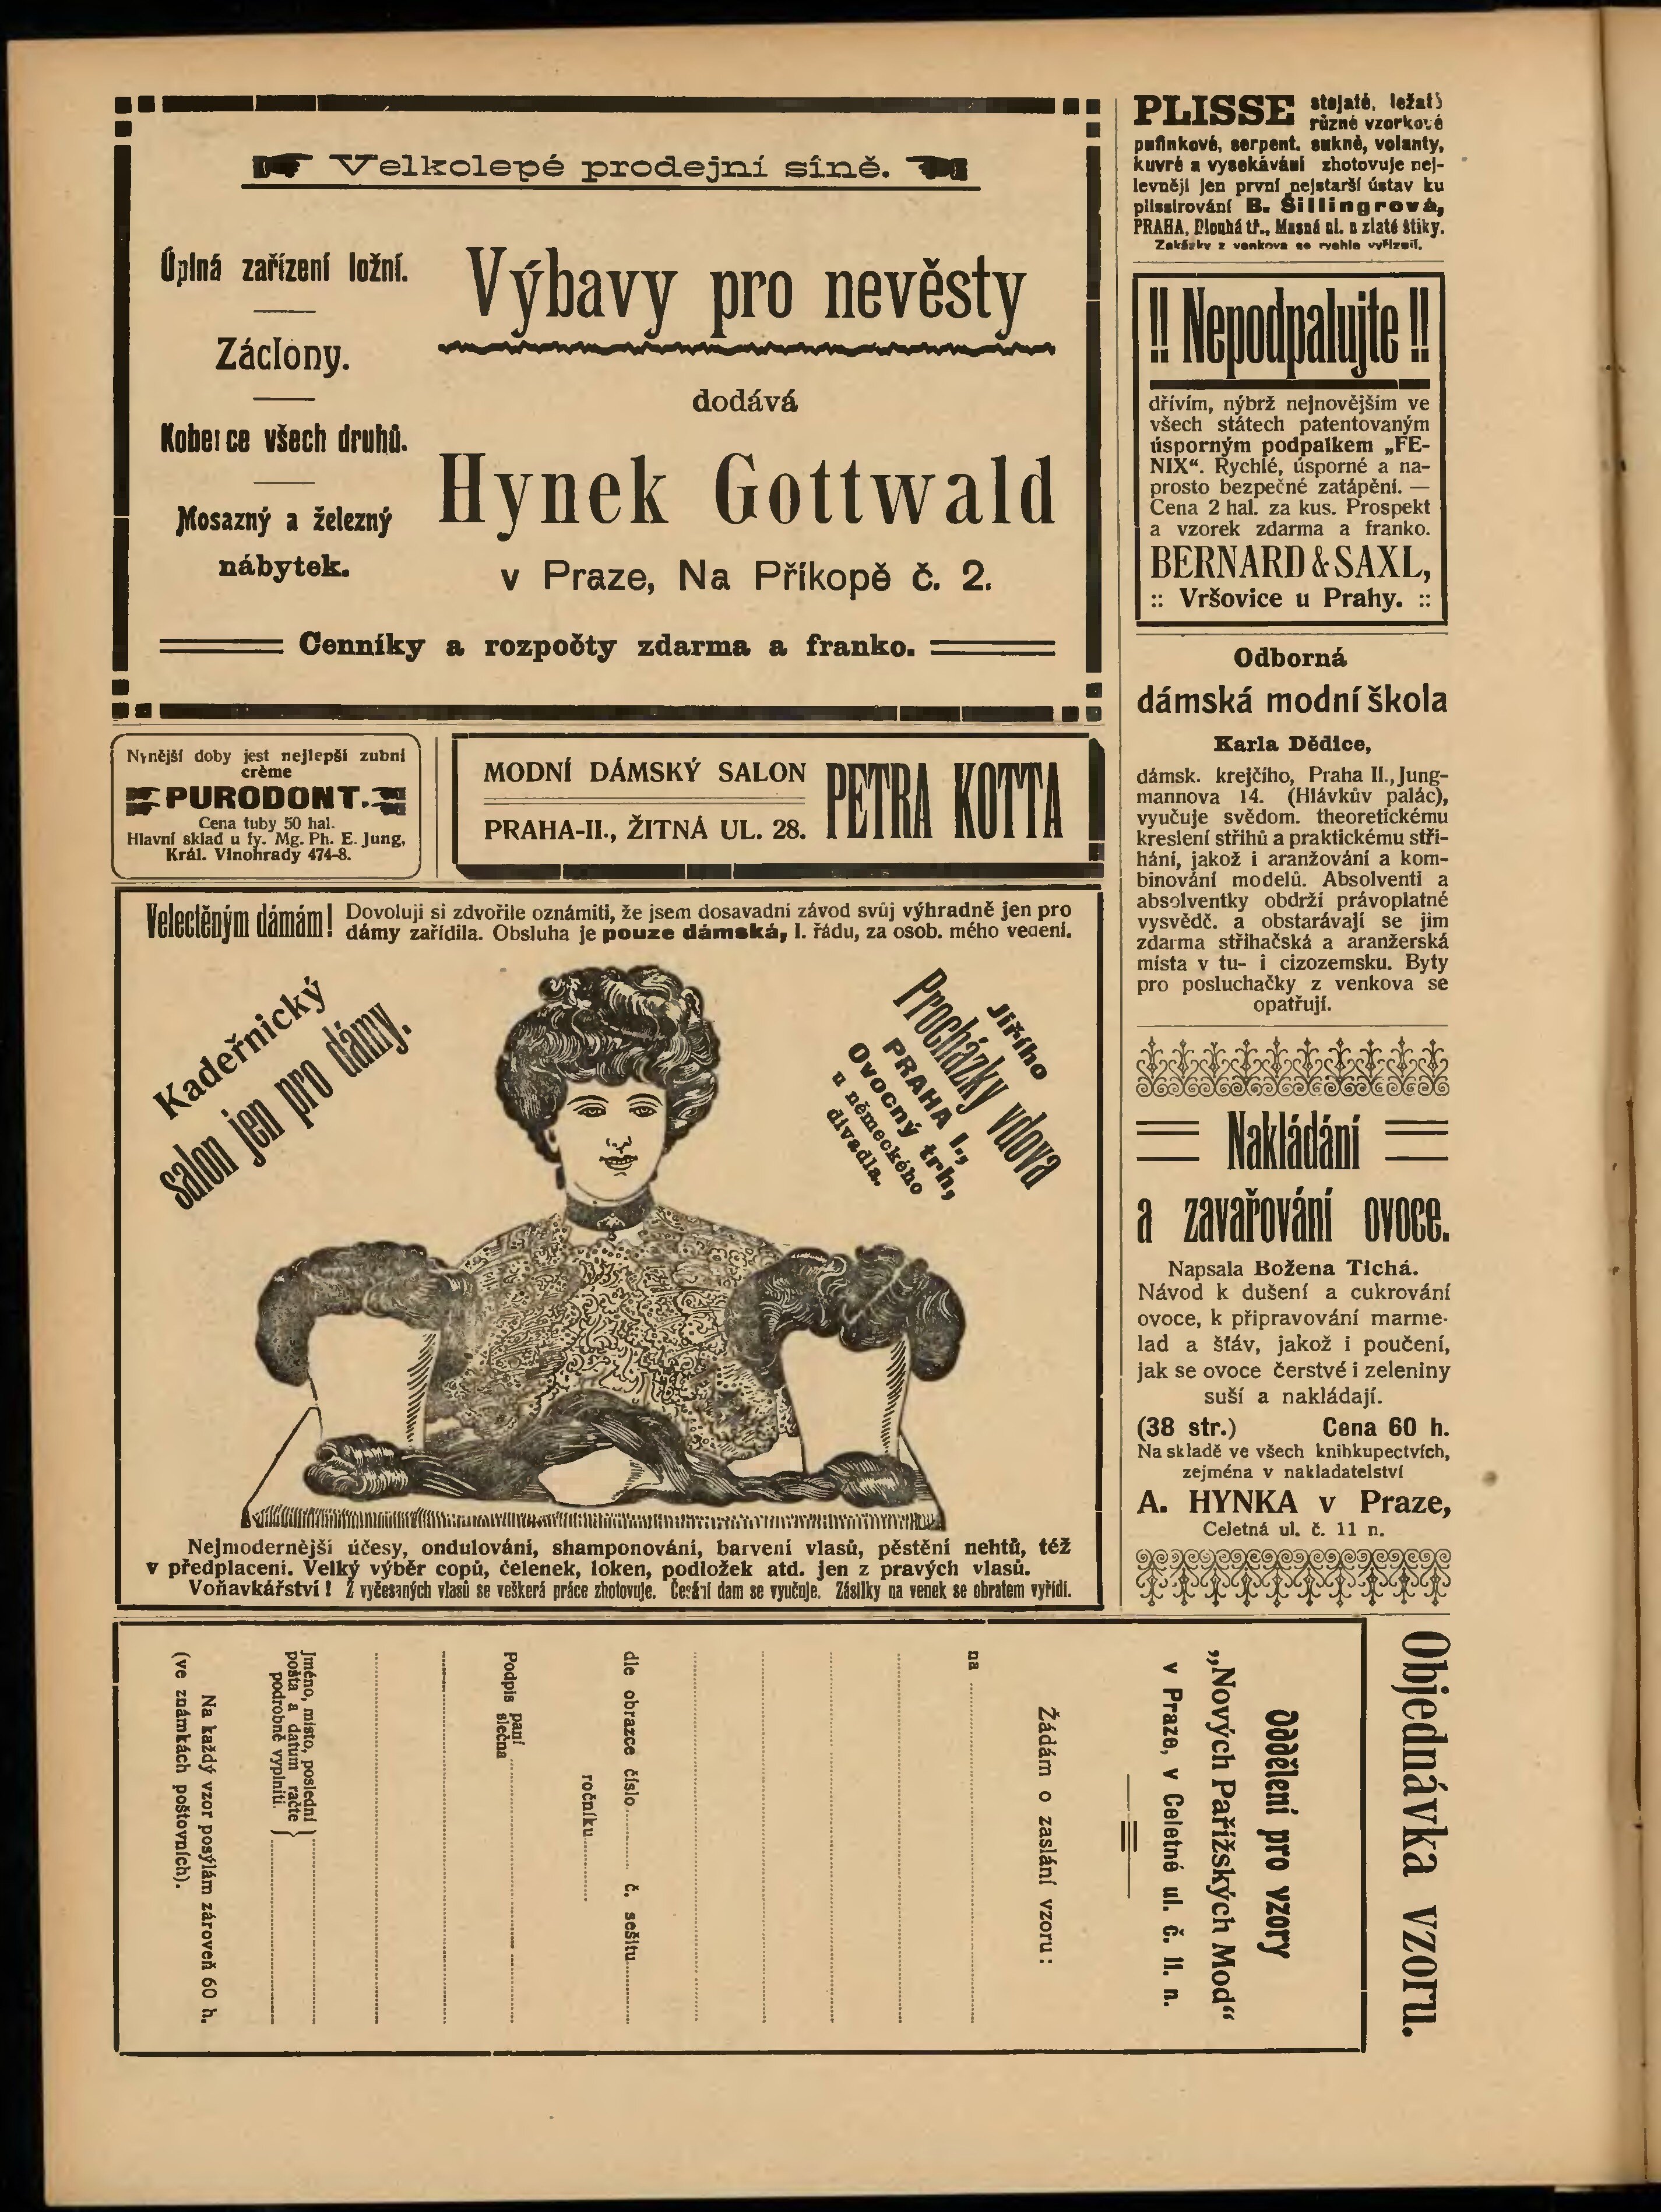 Velkolepé prodejní síně.
Úplná zařízení ložní.
Záclony.
Koberce všech druhů.
Mosazný a železný
nábytek.
Výbavy pro nevěsty
dodává
Hynek Gottwald
v Praze, Na Příkopě č. 2.
Cenníky a rozpočty zdarma a franko.
Nynější doby jest nejlepší zubní
crème
PURODONT.
Cena tuby 50 hal.
Hlavní sklad u fy. Mg. Ph. E. Jung,
Král. Vinohrady 474-8.
MODNÍ DÁMSKÝ SALON
PRAHA-II., ŽITNÁ UL. 28.
PETRA KOTTA
Velectěným dámám!
Dovoluji si zdvořile oznámiti, že jsem dosavadní závod svůj výhradně jen pro
dámy zařídila. Obsluha je pouze dámská, I. řádu, za osob. mého vedení.
Kadeřnický
salon jen pro dámy.
Jiřího
Procházky vdova
PRAHA I.,
Ovocný trh,
u německého
divadla.
Nejmodernější účesy, ondulování, shamponování, barvení vlasů, pěstění nehtů, též
v předplacení. Velký výběr copů, čelenek, loken, podložek atd. jen z pravých vlasů.
Voňavkářství! Z vyčesaných vlasů se veškerá práce zhotovuje. Česání dam se vyučuje. Zásilky na venek se obratem vyřídí.
PLISSE
stojaté, ležaté
různé vzorkové
pufinkové, serpent. sukně, volanty,
kuvré a vysekávání zhotovuje nej-
levněji jen první nejstarší ústav ku
plissirování B. Šillingrová,
PRAHA, Dlouhá tř., Masná ul. u zlaté štiky.
Zakázky z venkova se rychle vyřizují.
!! Nepodpalujte !!
dřívím, nýbrž nejnovějším ve
všech státech patentovaným
úsporným podpalkem „FE-
NIX“. Rychlé, úsporné a na-
prosto bezpečné zatápění. —
Cena 2 hal. za kus. Prospekt
a vzorek zdarma a franko.
BERNARD & SAXL,
:: Vršovice u Prahy. ::
Odborná
dámská modní škola
Karla Dědice,
dámsk. krejčího, Praha II., Jung-
mannova 14. (Hlávkův palác),
vyučuje svědom. theoretickému
kreslení střihů a praktickému stři-
hání, jakož i aranžování a kom-
binování modelů. Absolventi a
absolventky obdrží právoplatné
vysvědč. a obstarávají se jim
zdarma střihačská a aranžerská
místa v tu- i cizozemsku. Byty
pro posluchačky z venkova se
opatřují.
Nakládání
a zavařování ovoce.
Napsala Božena Tichá.
Návod k dušení a cukrování
ovoce, k připravování marme-
lad a šťáv, jakož i poučení,
jak se ovoce čerstvé i zeleniny
suší a nakládají.
(38 str.) Cena 60 h.
Na skladě ve všech knihkupectvích,
zejména v nakladatelství
A. HYNKA v Praze,
Celetná ul. č. 11 n.
Objednávka vzoru.
Oddělení pro vzory
„Nových Pařížských Mod“
v Praze, v Celetné ul. č. 11. n.
Žádám o zaslání vzoru:
na
dle obrazce číslo č. sešitu
ročníku
Podpis paní
slečna
Jméno, místo, poslední
pošta a datum račte
podrobně vyplniti.
Na každý vzor posýlám zároveň 60 h.
(ve známkách poštovních).